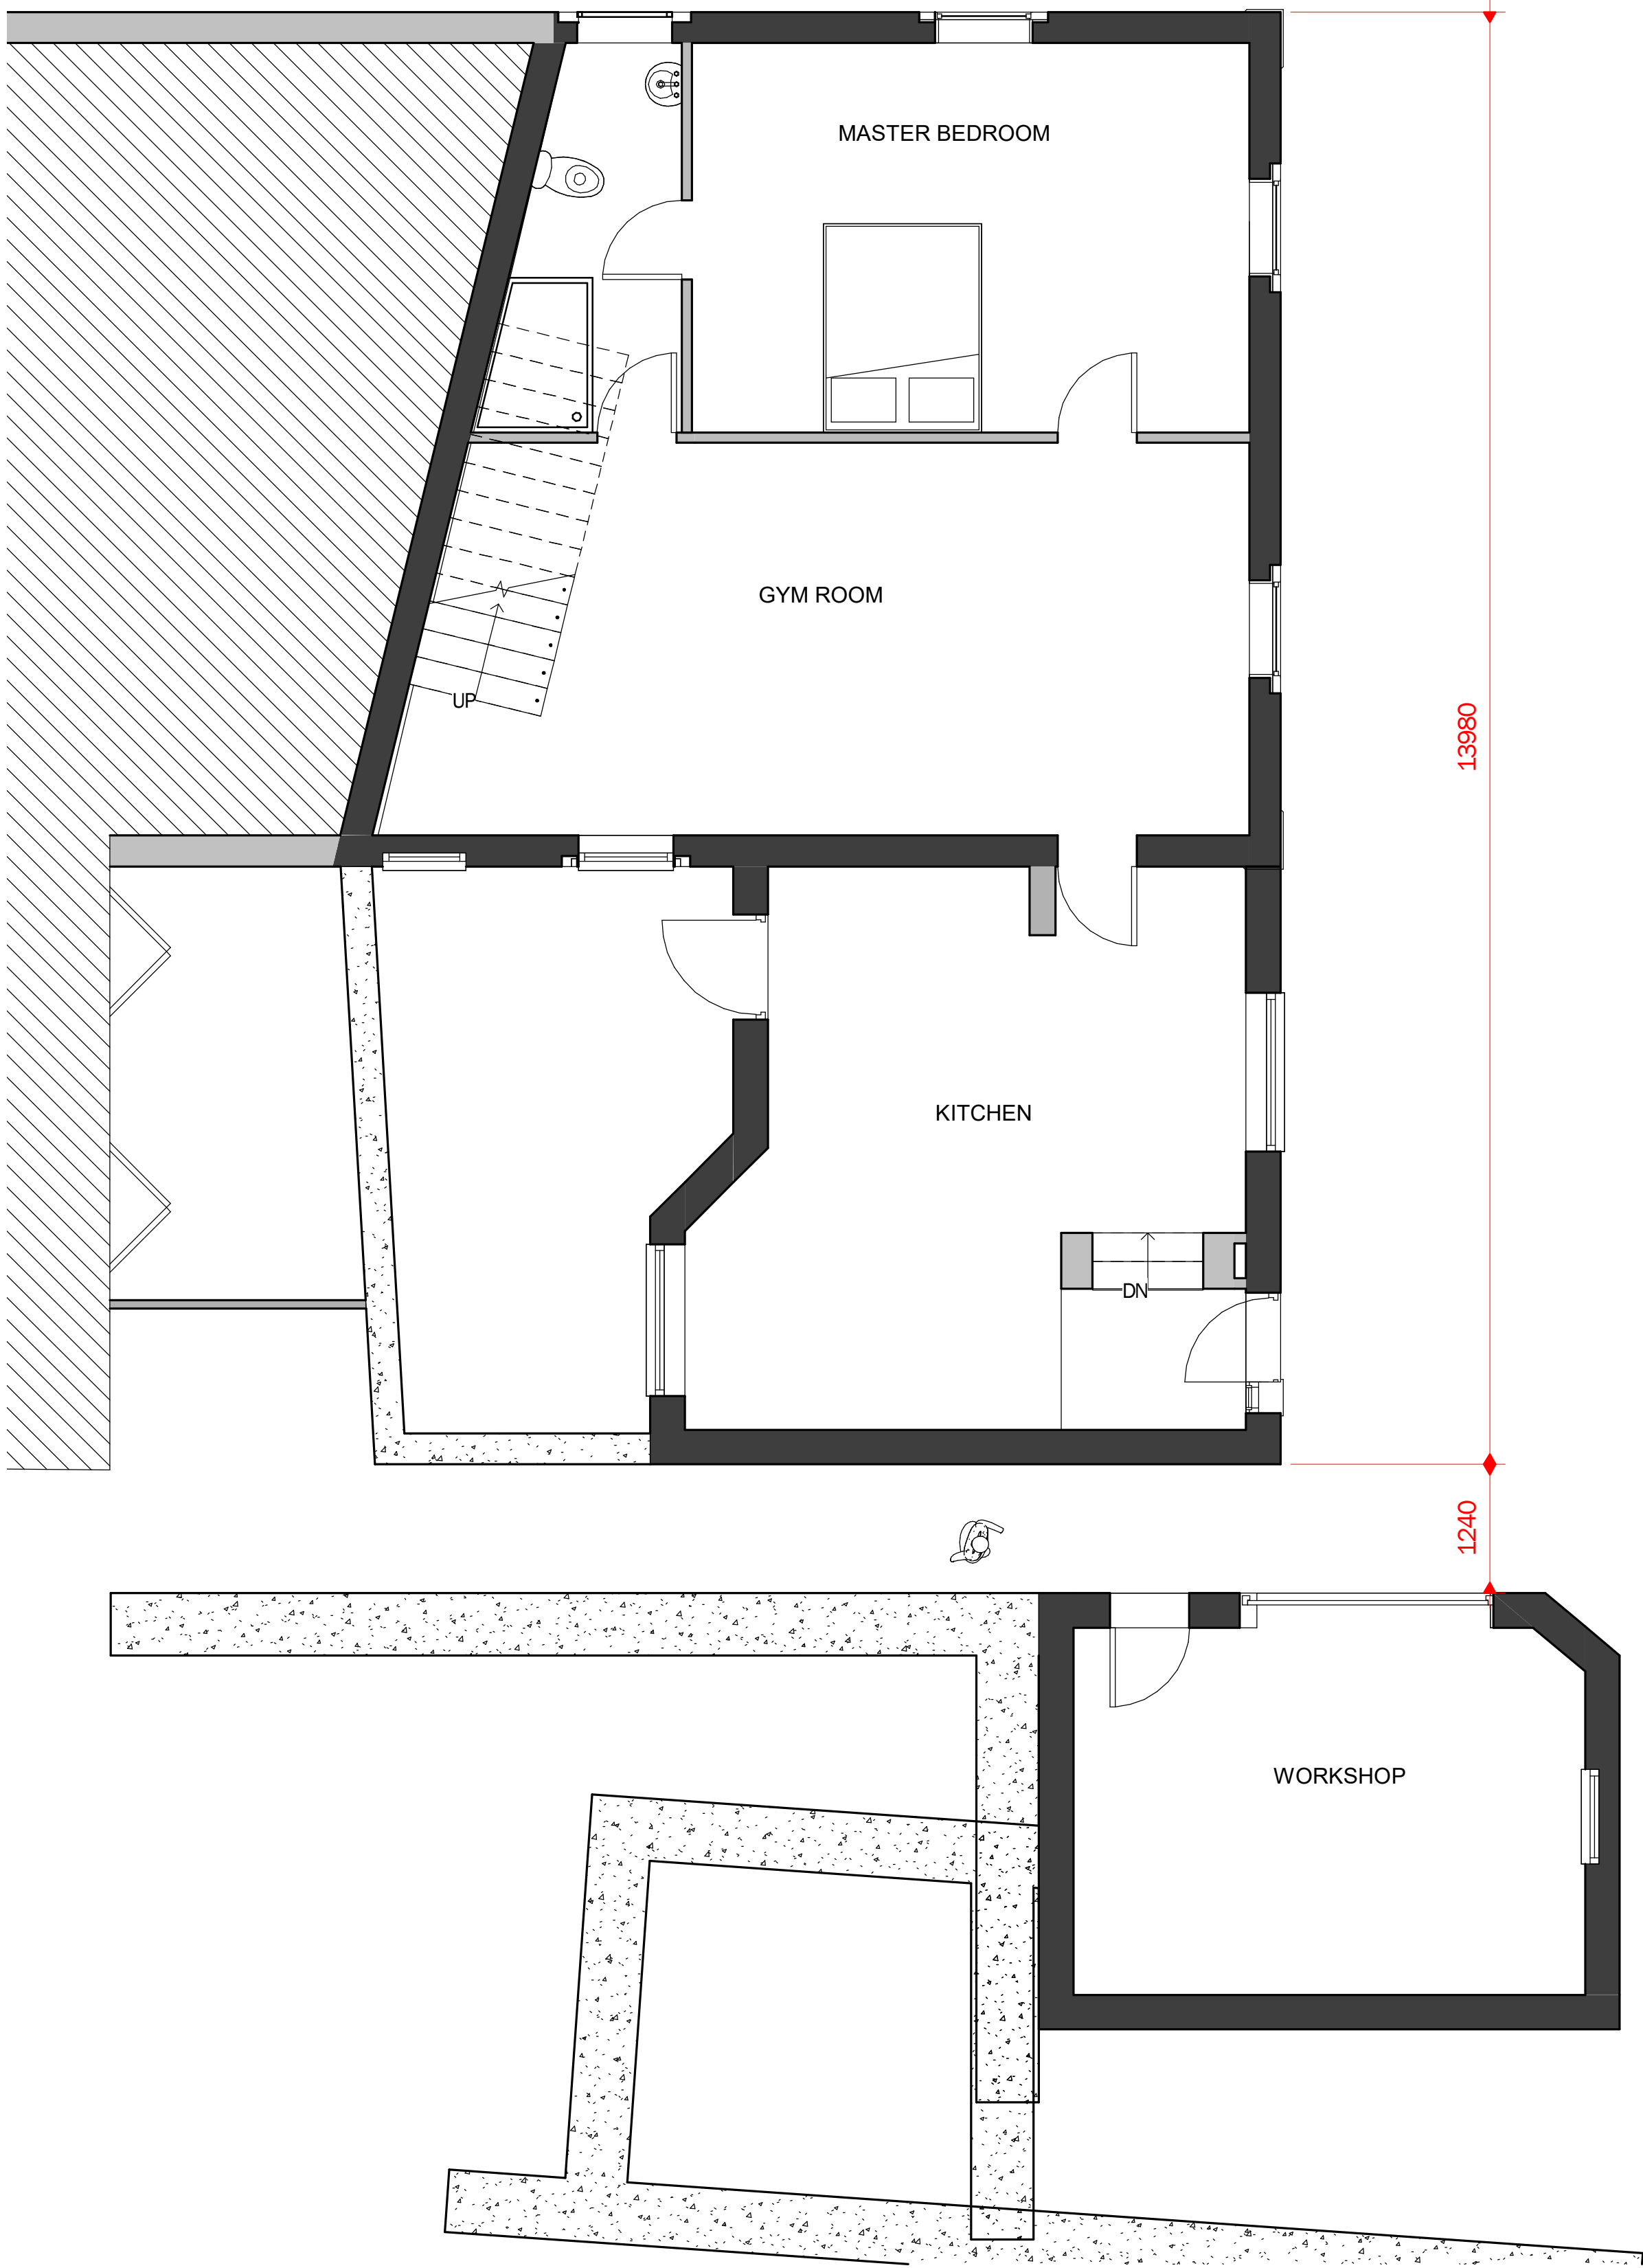 MASTER BEDROOM
GYM ROOM
UP
13980
KITCHEN
DN
1240
WORKSHOP